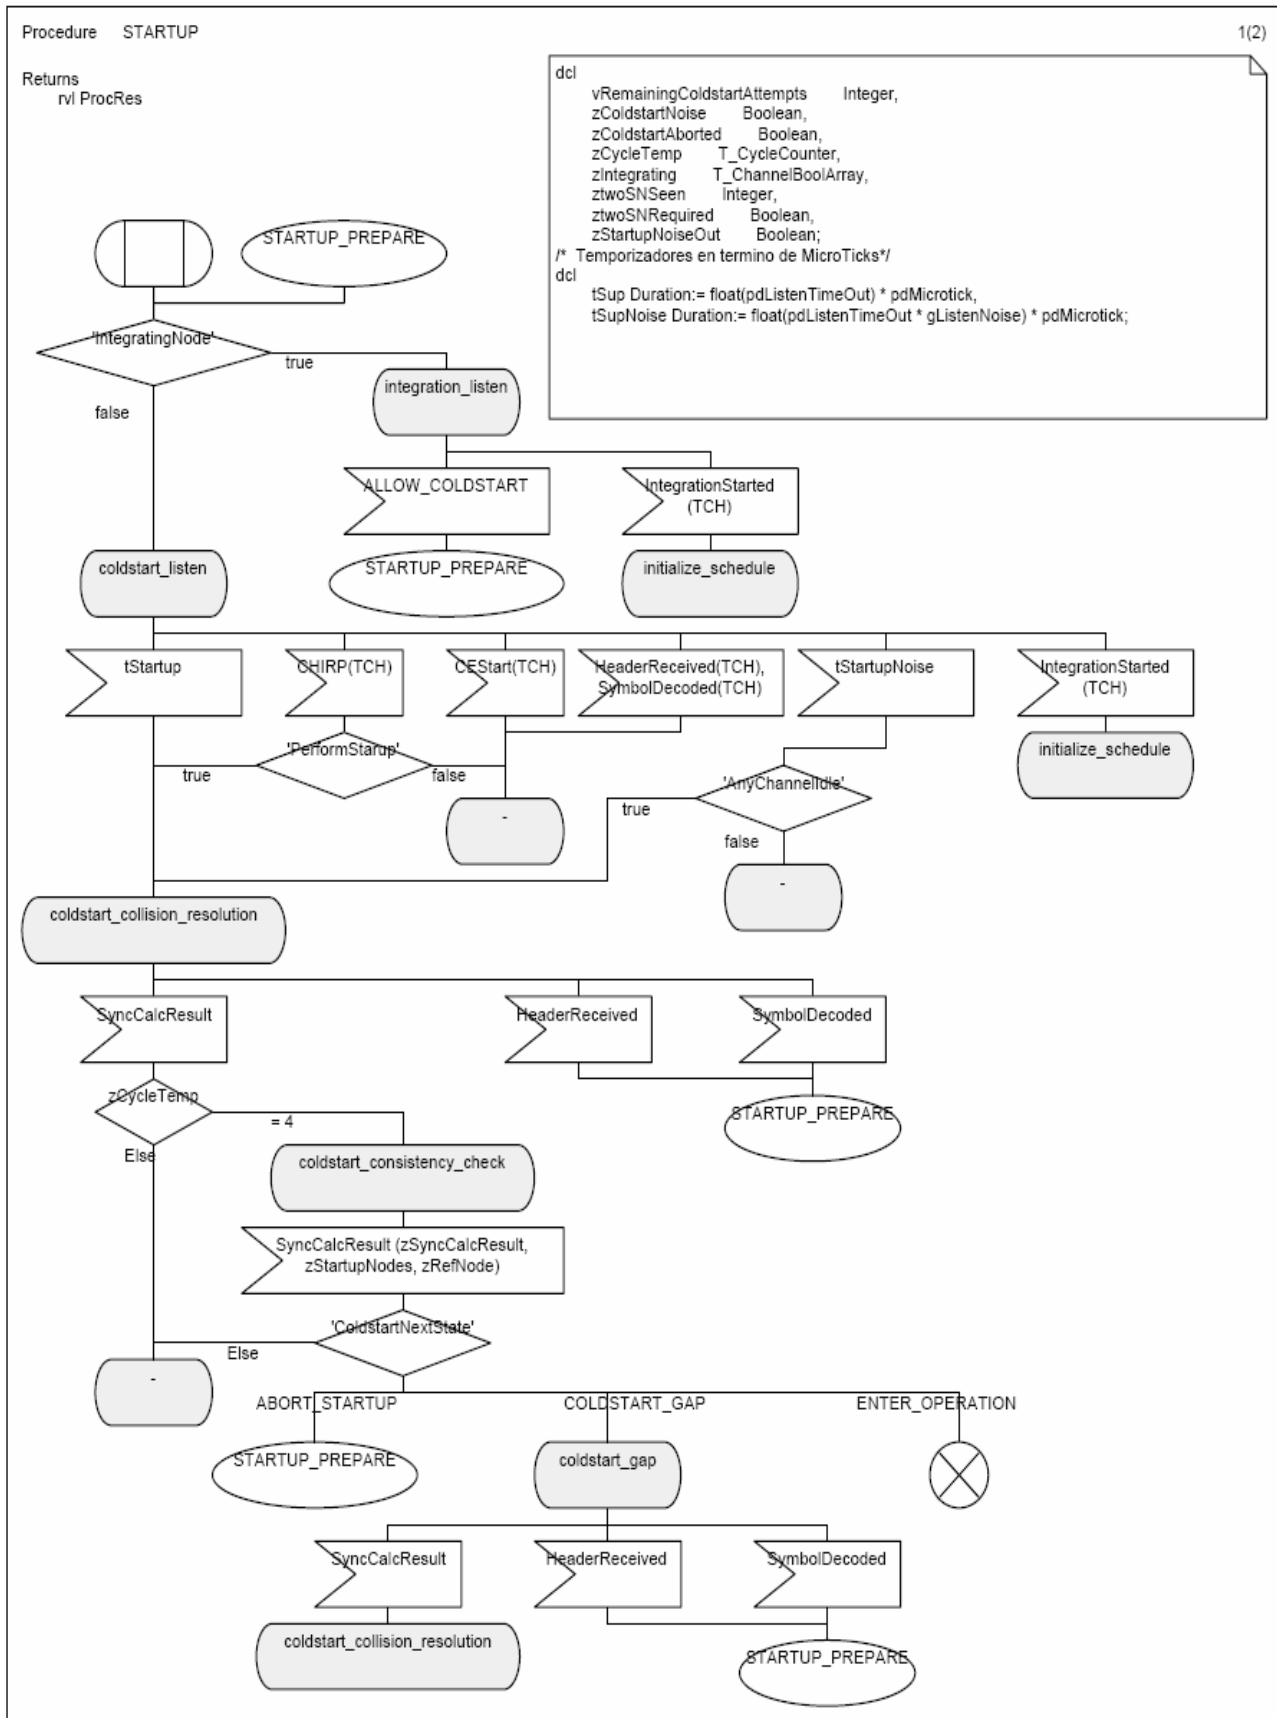 Procedure STARTUP
1(2)
Returns
rvl ProcRes
dcl
vRemainingColdstartAttempts Integer,
zColdstartNoise Boolean,
zColdstartAborted Boolean,
zCycleTemp T_CycleCounter,
zIntegrating T_ChannelBoolArray,
ztwoSNSeen Integer,
ztwoSNRequired Boolean,
zStartupNoiseOut Boolean;
/* Temporizadores en termino de MicroTicks*/
dcl
tSup Duration:= float(pdListenTimeOut) * pdMicrotick,
tSupNoise Duration:= float(pdListenTimeOut * gListenNoise) * pdMicrotick;
STARTUP_PREPARE
'IntegratingNode'
true
false
integration_listen
ALLOW_COLDSTART
IntegrationStarted
(TCH)
STARTUP_PREPARE
initialize_schedule
coldstart_listen
tStartup
CHIRP(TCH)
CEStart(TCH)
HeaderReceived(TCH),
SymbolDecoded(TCH)
tStartupNoise
IntegrationStarted
(TCH)
'PerformStarup'
true
false
-
'AnyChannelIdle'
true
false
-
initialize_schedule
coldstart_collision_resolution
SyncCalcResult
HeaderReceived
SymbolDecoded
STARTUP_PREPARE
zCycleTemp
= 4
Else
coldstart_consistency_check
SyncCalcResult (zSyncCalcResult,
zStartupNodes, zRefNode)
'ColdstartNextState'
Else
-
ABORT_STARTUP
COLDSTART_GAP
ENTER_OPERATION
STARTUP_PREPARE
coldstart_gap
SyncCalcResult
HeaderReceived
SymbolDecoded
coldstart_collision_resolution
STARTUP_PREPARE